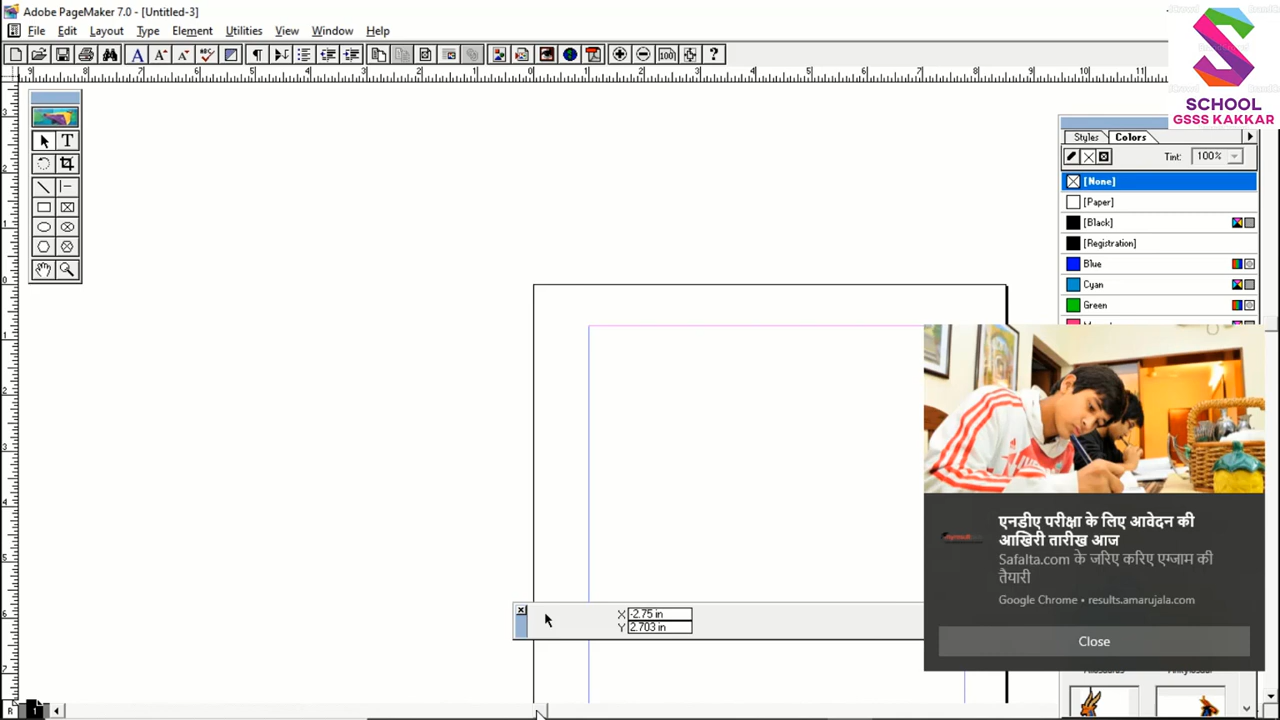 Adobe PageMaker 7.0 - [Untitled-3]
File Edit Layout Type Element Utilities View Window Help
SCHOOL
GSSS KAKKAR
Styles Colors
Tint: 100%
[None]
[Paper]
[Black]
[Registration]
Blue
Cyan
Green
एनडीए परीक्षा के लिए आवेदन की
आखिरी तारीख आज
Safalta.com के जरिए करिए एग्जाम की
तैयारी
Google Chrome • results.amarujala.com
Close
X -2.75 in
Y 2.703 in
R 1